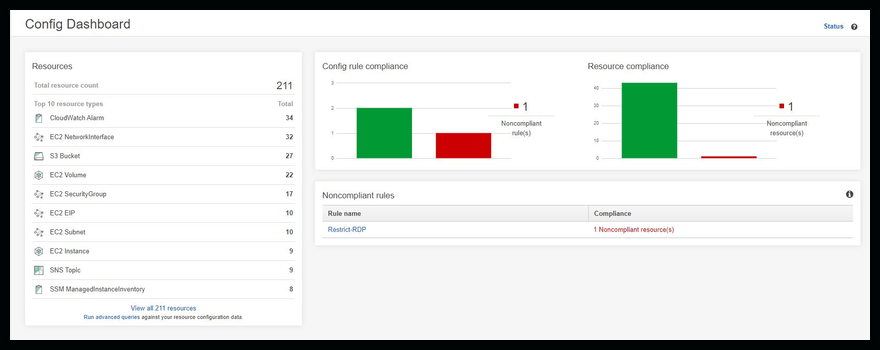 Config Dashboard
Status
Resources
Total resource count 211
Top 10 resource types Total
CloudWatch Alarm 34
EC2 NetworkInterface 32
S3 Bucket 27
EC2 Volume 22
EC2 SecurityGroup 17
EC2 EIP 10
EC2 Subnet 10
EC2 Instance 9
SNS Topic 9
SSM ManagedInstanceInventory 8
View all 211 resources
Run advanced queries against your resource configuration data.
Config rule compliance
3
2
1
0
1
Noncompliant
rule(s)
Resource compliance
40
30
20
10
0
1
Noncompliant
resource(s)
Noncompliant rules
Rule name Compliance
Restrict-RDP 1 Noncompliant resource(s)